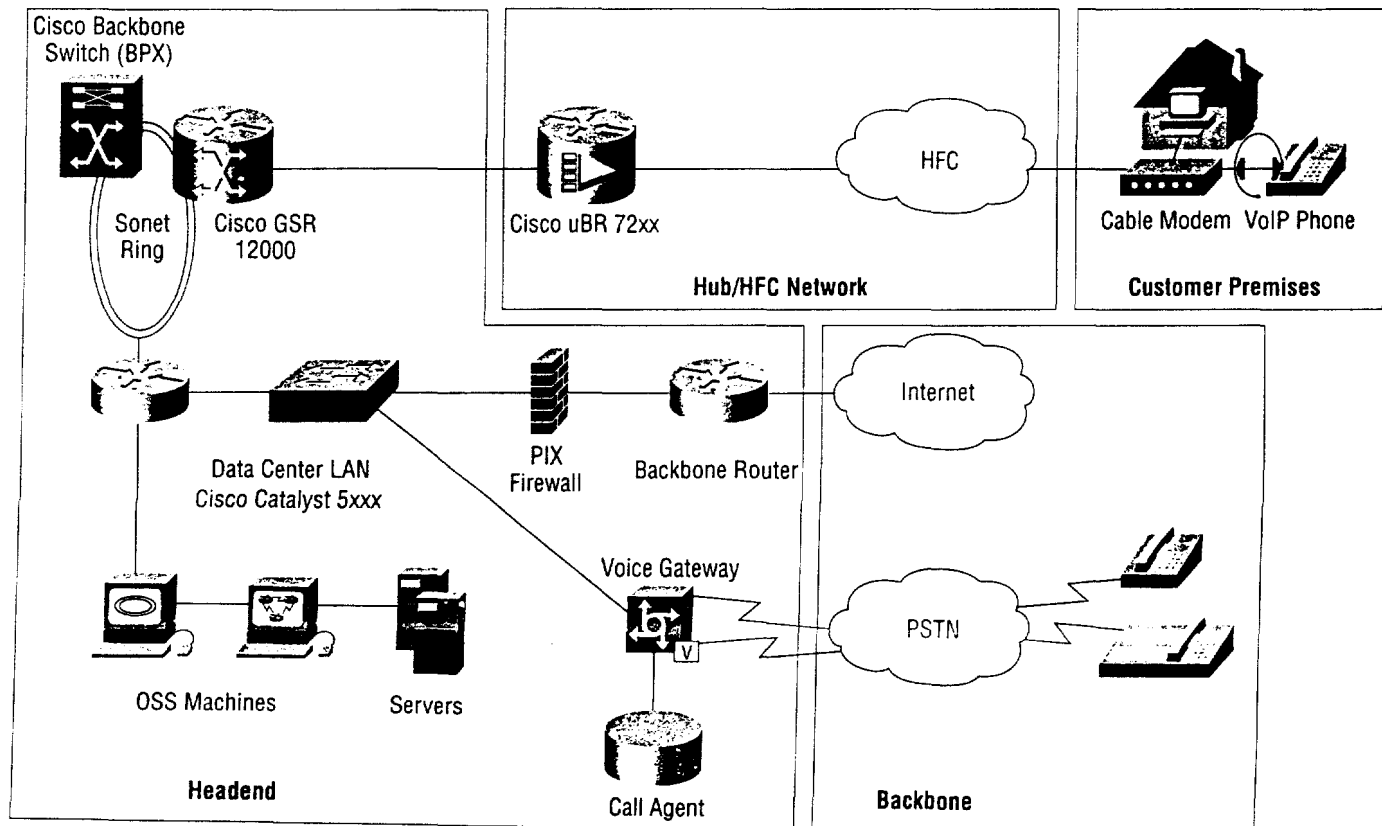 Cisco Backbone
Switch (BPX)
Sonet
Ring
Cisco GSR
12000
Cisco uBR 72xx
HFC
Cable Modem
VoIP Phone
Hub/HFC Network
Customer Premises
Internet
Data Center LAN
Cisco Catalyst 5xxx
PIX
Firewall
Backbone Router
Voice Gateway
V
PSTN
OSS Machines
Servers
Call Agent
Headend
Backbone